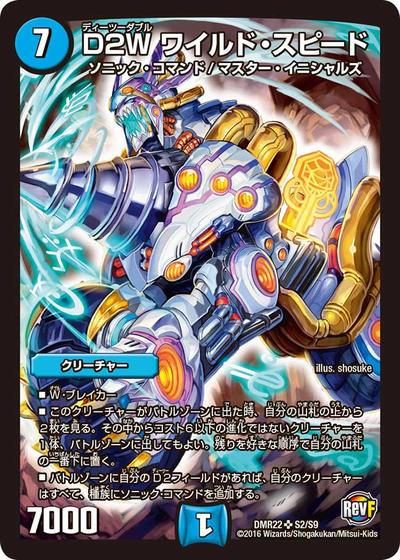 7
ディーツーダブル
D2W ワイルド・スピード
ソニック・コマンド / マスター・イニシャルズ
illus. shosuke
クリーチャー
■ W・ブレイカー
■ このクリーチャーがバトルゾーンに出た時、自分の山札の上から
2枚を見る。その中からコスト6以下の進化ではないクリーチャーを
1体、バトルゾーンに出してもよい。残りを好きな順序で自分の山札
の一番下に置く。
■ バトルゾーンに自分のD2フィールドがあれば、自分のクリーチャー
はすべて、種族にソニック・コマンドを追加する。
RevF
7000
1
DMR22 S2/S9
©2016 Wizards/Shogakukan/Mitsui-Kids